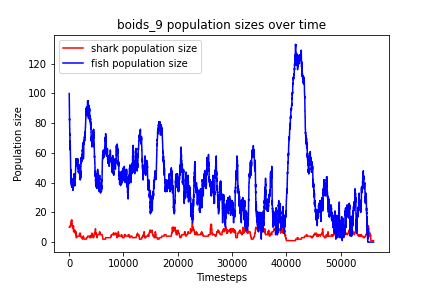 boids_9 population sizes over time
shark population size
fish population size
Population size
120
100
80
60
40
20
0
0 10000 20000 30000 40000 50000
Timesteps